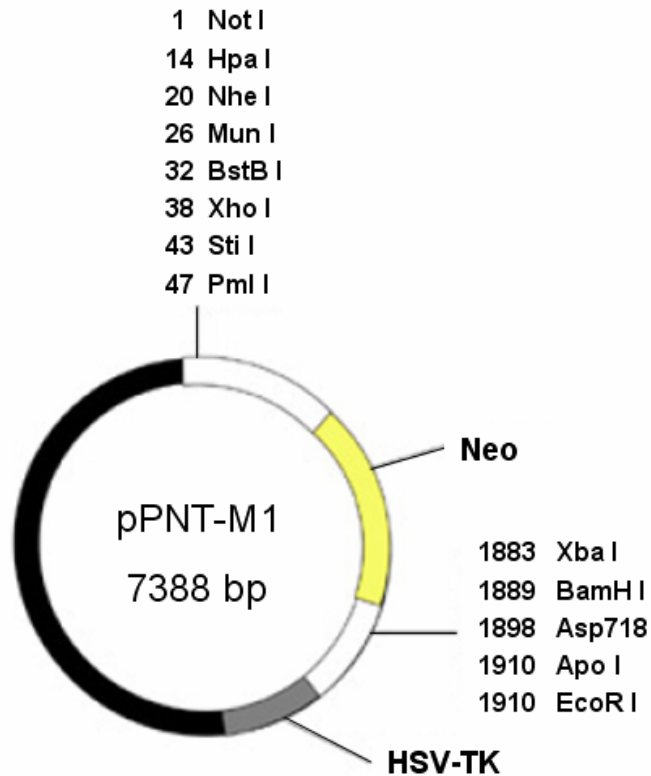 1 Not I
14 Hpa I
20 Nhe I
26 Mun I
32 BstB I
38 Xho I
43 Sti I
47 Pml I
Neo
pPNT-M1
7388 bp
1883 Xba I
1889 BamH I
1898 Asp718
1910 Apo I
1910 EcoR I
HSV-TK